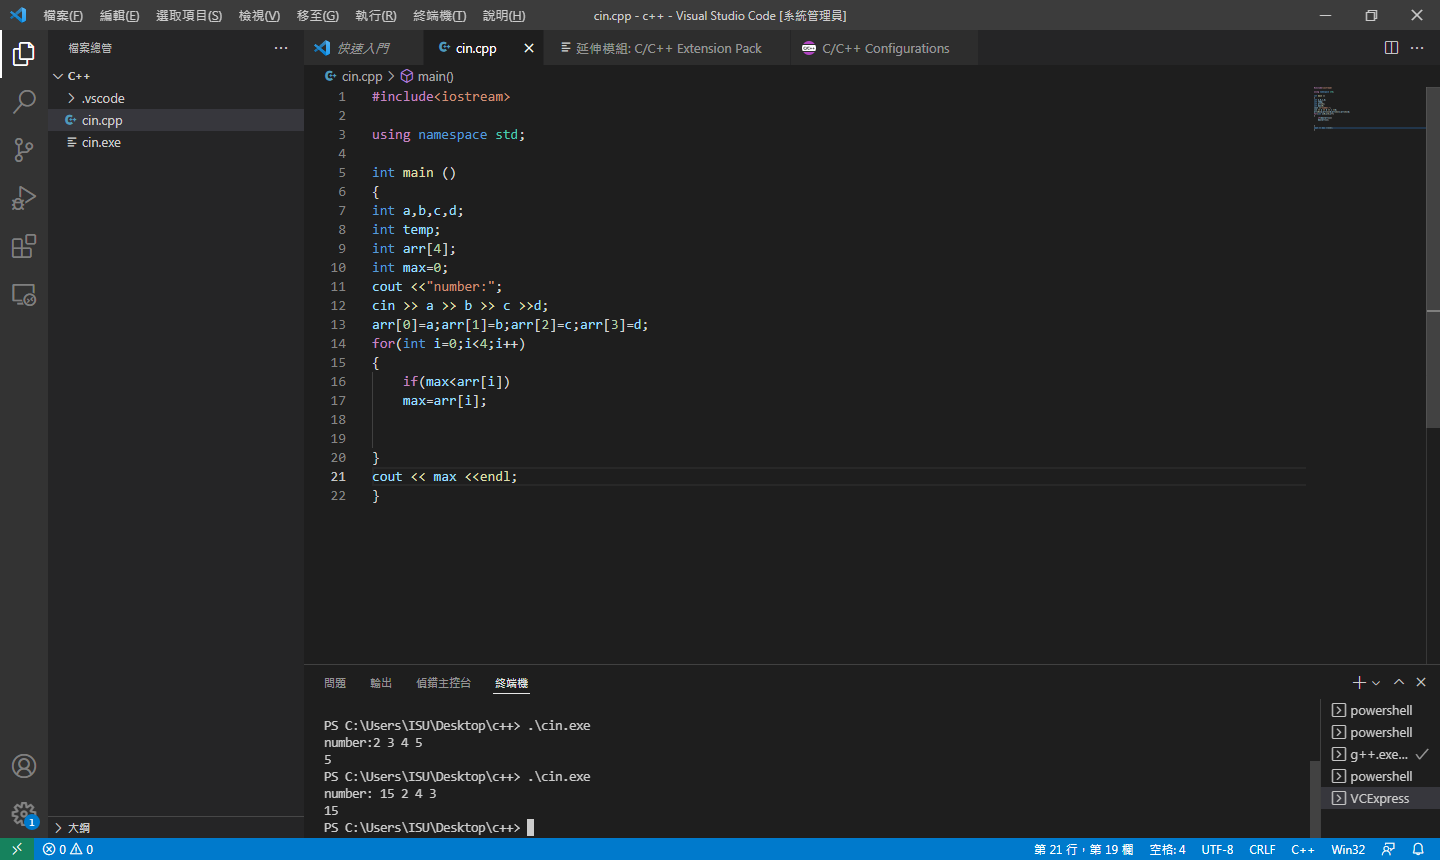 檔案(F) 編輯(E) 選取項目(S) 檢視(V) 移至(G) 執行(R) 終端機(T) 說明(H) cin.cpp - c++ - Visual Studio Code [系統管理員]
檔案總管
C++
.vscode
cin.cpp
cin.exe
大綱
1
快速入門 cin.cpp 延伸模組: C/C++ Extension Pack C/C++ Configurations
cin.cpp > main()
1 #include<iostream>
2
3 using namespace std;
4
5 int main ()
6 {
7 int a,b,c,d;
8 int temp;
9 int arr[4];
10 int max=0;
11 cout <<"number:";
12 cin >> a >> b >> c >>d;
13 arr[0]=a;arr[1]=b;arr[2]=c;arr[3]=d;
14 for(int i=0;i<4;i++)
15 {
16 if(max<arr[i])
17 max=arr[i];
18
19
20 }
21 cout << max <<endl;
22 }
問題 輸出 偵錯主控台 終端機
PS C:\Users\ISU\Desktop\c++> .\cin.exe
number:2 3 4 5
5
PS C:\Users\ISU\Desktop\c++> .\cin.exe
number: 15 2 4 3
15
PS C:\Users\ISU\Desktop\c++>
powershell
powershell
g++.exe...
powershell
VCExpress
0 0 第 21 行，第 19 欄 空格: 4 UTF-8 CRLF C++ Win32